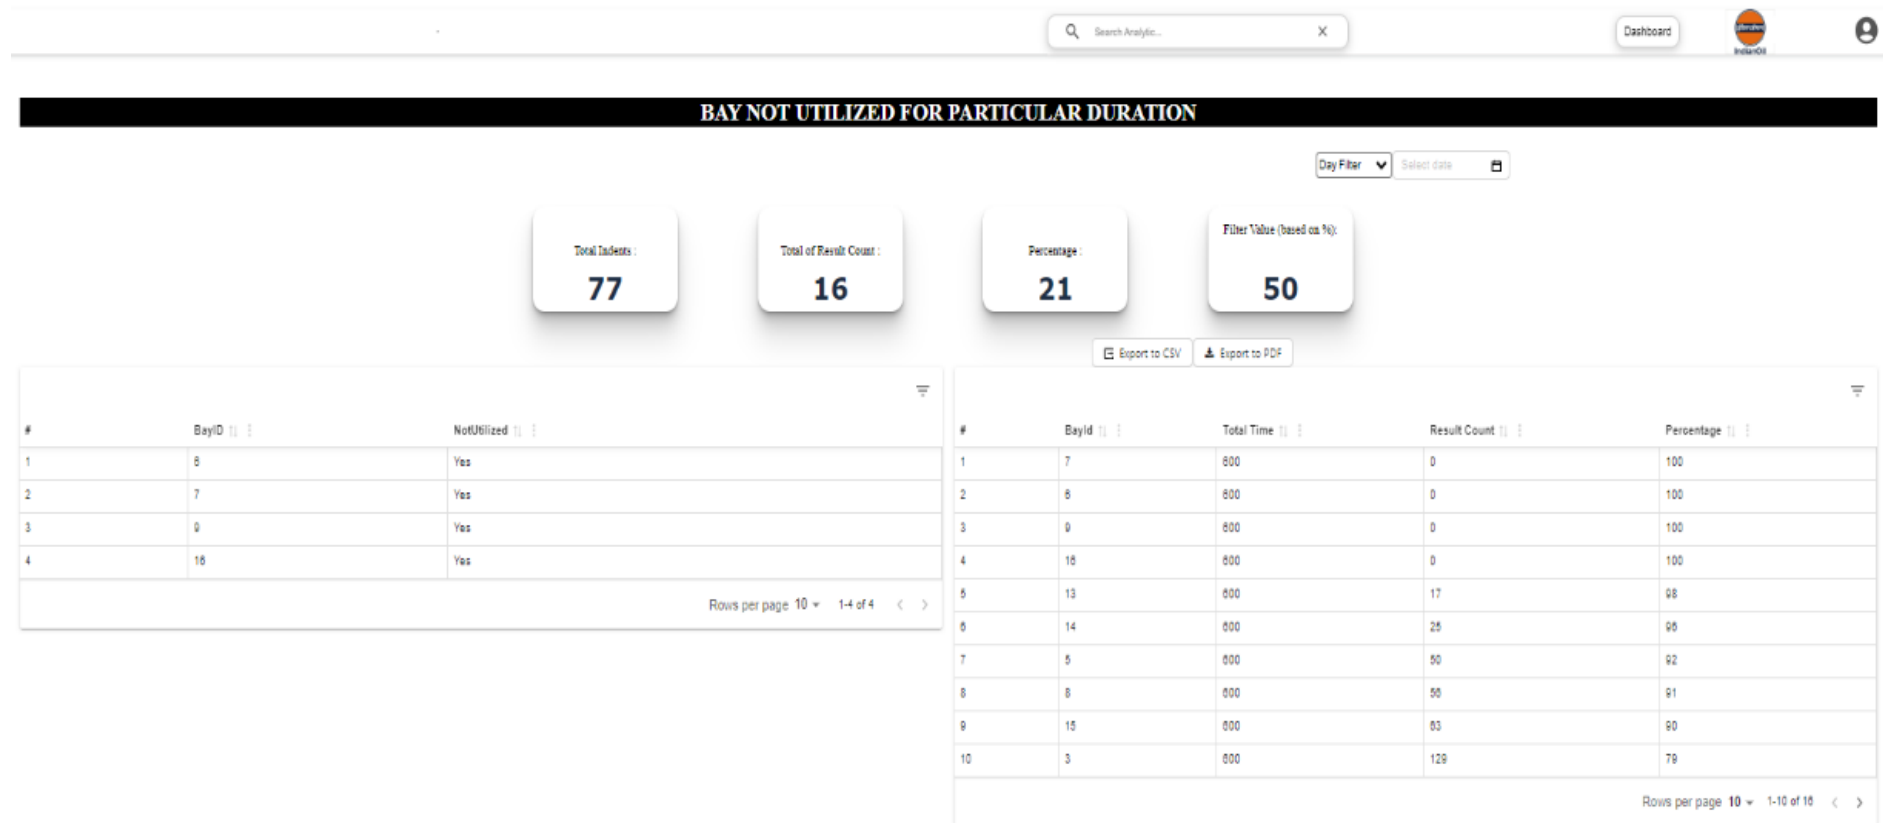 Search Analytic... X Dashboard
IndianOil
BAY NOT UTILIZED FOR PARTICULAR DURATION
Day Filter Select date
Total Indents : Total of Result Count : Percentage : Filter Value (based on %):
77 16 21 50
Export to CSV Export to PDF
# BayID NotUtilized
1 6 Yes
2 7 Yes
3 9 Yes
4 16 Yes
Rows per page 10 1-4 of 4
# BayId Total Time Result Count Percentage
1 7 600 0 100
2 6 600 0 100
3 9 600 0 100
4 16 600 0 100
5 13 600 17 98
6 14 600 26 96
7 5 600 50 92
8 8 600 56 91
9 15 600 63 90
10 3 600 129 79
Rows per page 10 1-10 of 16